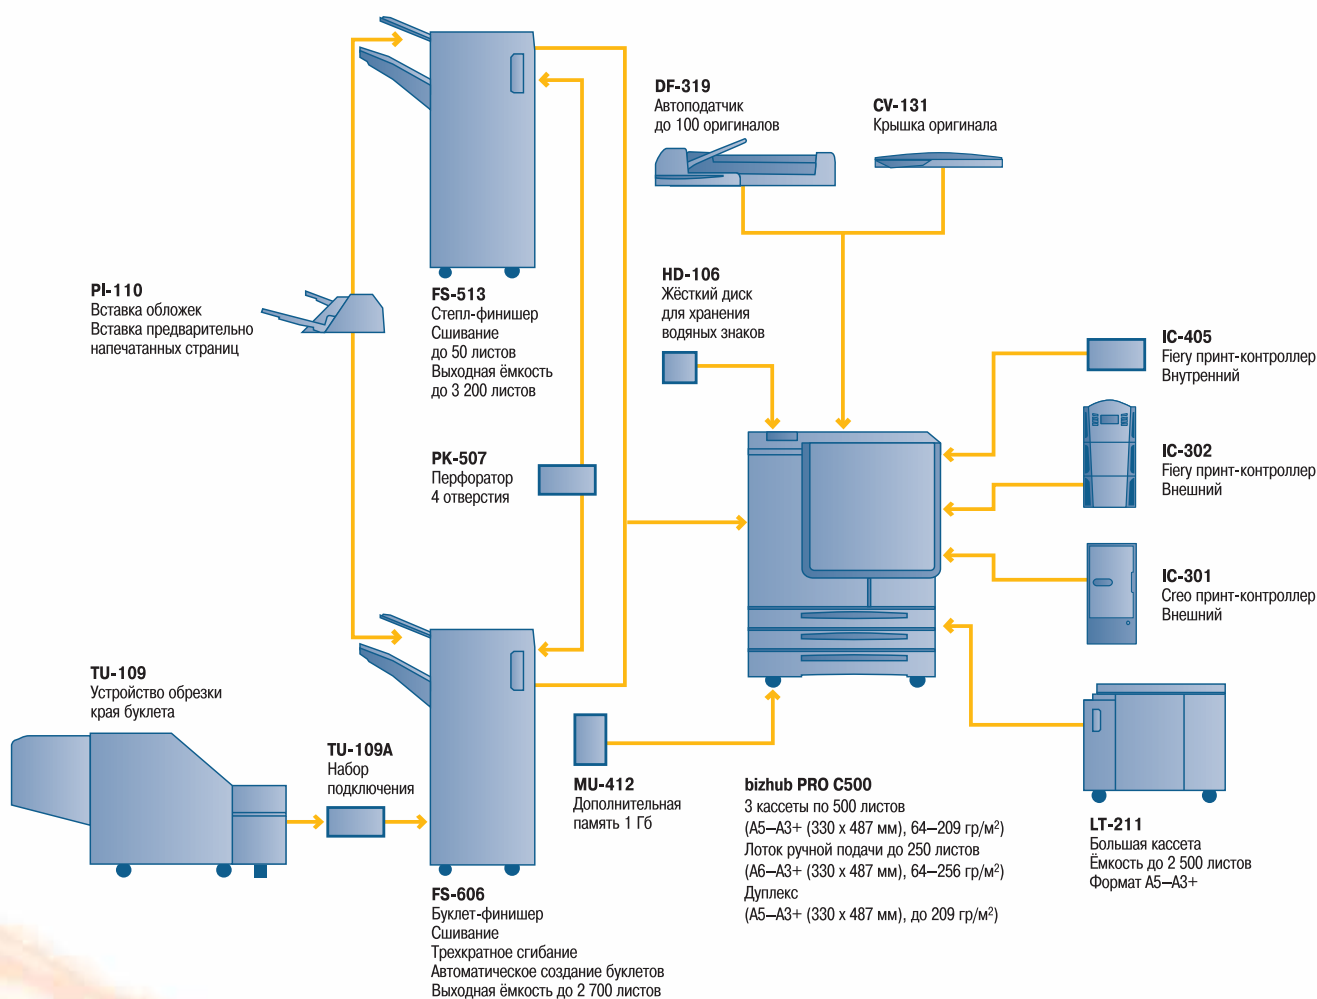 DF-319
Автоподатчик
до 100 оригиналов
CV-131
Крышка оригинала
PI-110
Вставка обложек
Вставка предварительно
напечатанных страниц
FS-513
Степл-финишер
Сшивание
до 50 листов
Выходная ёмкость
до 3 200 листов
HD-106
Жёсткий диск
для хранения
водяных знаков
IC-405
Fiery принт-контроллер
Внутренний
IC-302
Fiery принт-контроллер
Внешний
PK-507
Перфоратор
4 отверстия
IC-301
Creo принт-контроллер
Внешний
TU-109
Устройство обрезки
края буклета
TU-109A
Набор
подключения
MU-412
Дополнительная
память 1 Гб
bizhub PRO C500
3 кассеты по 500 листов
(A5–A3+ (330 x 487 мм), 64–209 гр/м²)
Лоток ручной подачи до 250 листов
(A6–A3+ (330 x 487 мм), 64–256 гр/м²)
Дуплекс
(A5–A3+ (330 x 487 мм), до 209 гр/м²)
LT-211
Большая кассета
Ёмкость до 2 500 листов
Формат A5–A3+
FS-606
Буклет-финишер
Сшивание
Трехкратное сгибание
Автоматическое создание буклетов
Выходная ёмкость до 2 700 листов